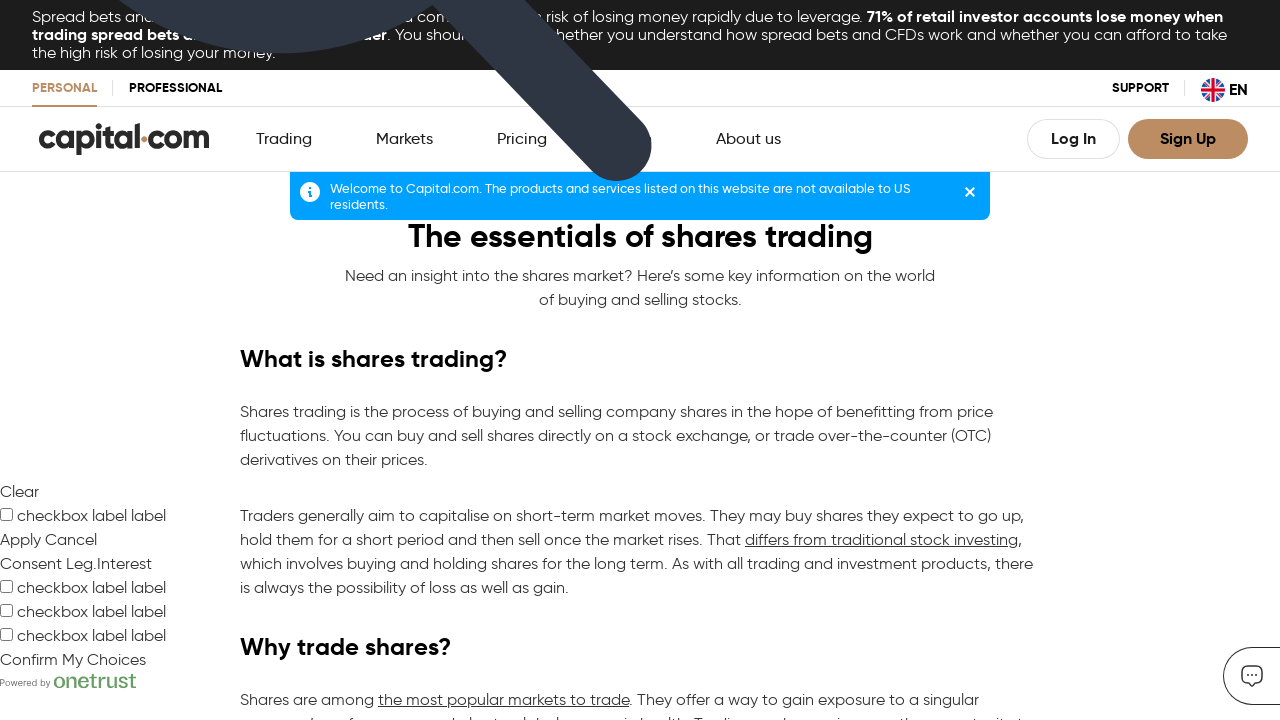 Spread bets and
risk of losing money rapidly due to leverage. 71% of retail investor accounts lose money when
trading spread bets . You should whether you understand how spread bets and CFDs work and whether you can afford to take
the high risk of losing your money.
PERSONAL PROFESSIONAL SUPPORT EN
capital.com Trading Markets Pricing About us Log In Sign Up
Welcome to Capital.com. The products and services listed on this website are not available to US
residents.
The essentials of shares trading
Need an insight into the shares market? Here’s some key information on the world
of buying and selling stocks.
What is shares trading?
Shares trading is the process of buying and selling company shares in the hope of benefitting from price
fluctuations. You can buy and sell shares directly on a stock exchange, or trade over-the-counter (OTC)
derivatives on their prices.
Traders generally aim to capitalise on short-term market moves. They may buy shares they expect to go up,
hold them for a short period and then sell once the market rises. That differs from traditional stock investing,
which involves buying and holding shares for the long term. As with all trading and investment products, there
is always the possibility of loss as well as gain.
Why trade shares?
Shares are among the most popular markets to trade. They offer a way to gain exposure to a singular
Clear
checkbox label label
Apply Cancel
Consent Leg.Interest
checkbox label label
checkbox label label
checkbox label label
Confirm My Choices
Powered by onetrust